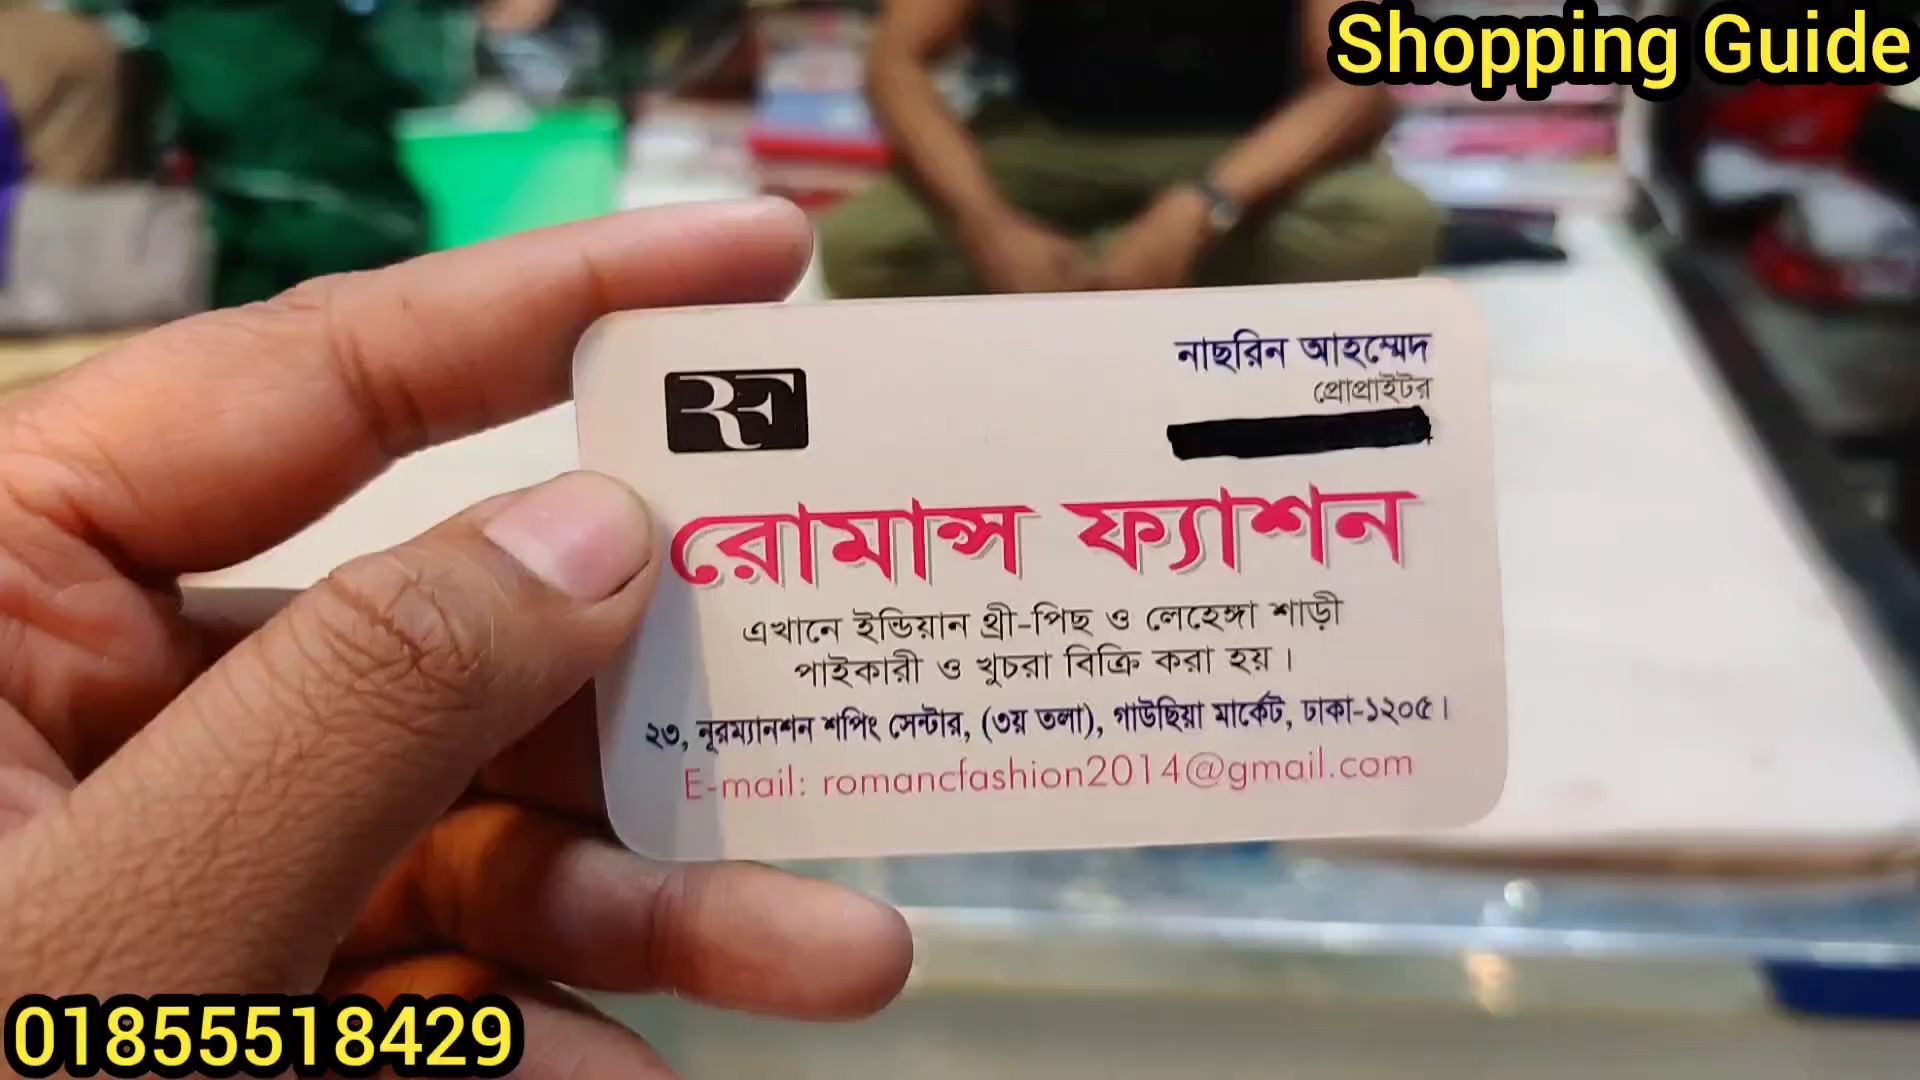 Shopping Guide
RF
নাছরিন আহম্মেদ
প্রোপ্রাইটর
রোমান্স ফ্যাশন
এখানে ইন্ডিয়ান থ্রী-পিছ ও লেহেঙ্গা শাড়ী
পাইকারী ও খুচরা বিক্রি করা হয়।
২৩, নূরম্যানশন শপিং সেন্টার, (৩য় তলা), গাউছিয়া মার্কেট, ঢাকা-১২০৫।
E-mail: romancfashion2014@gmail.com
01855518429